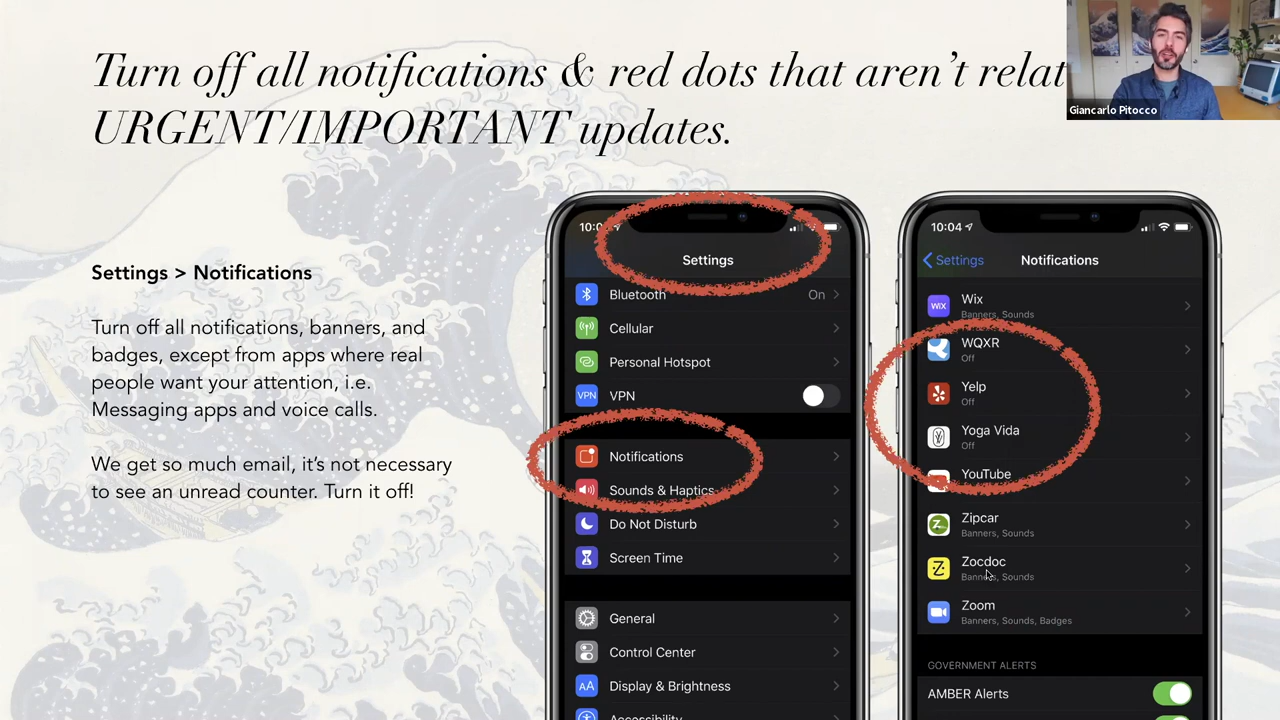 Turn off all notifications & red dots that aren't relat
URGENT/IMPORTANT updates.
Giancarlo Pitocco
Settings > Notifications
Turn off all notifications, banners, and
badges, except from apps where real
people want your attention, i.e.
Messaging apps and voice calls.
We get so much email, it's not necessary
to see an unread counter. Turn it off!
Settings
Bluetooth On
Cellular
Personal Hotspot
VPN VPN
Notifications
Sounds & Haptics
Do Not Disturb
Screen Time
General
Control Center
AA Display & Brightness
Accessibility
10:04
Settings Notifications
WIX Wix
Banners, Sounds
WQXR
Off
Yelp
Off
Yoga Vida
Off
YouTube
Z Zipcar
Banners, Sounds
Z Zocdoc
Banners, Sounds
Zoom
Banners, Sounds, Badges
GOVERNMENT ALERTS
AMBER Alerts